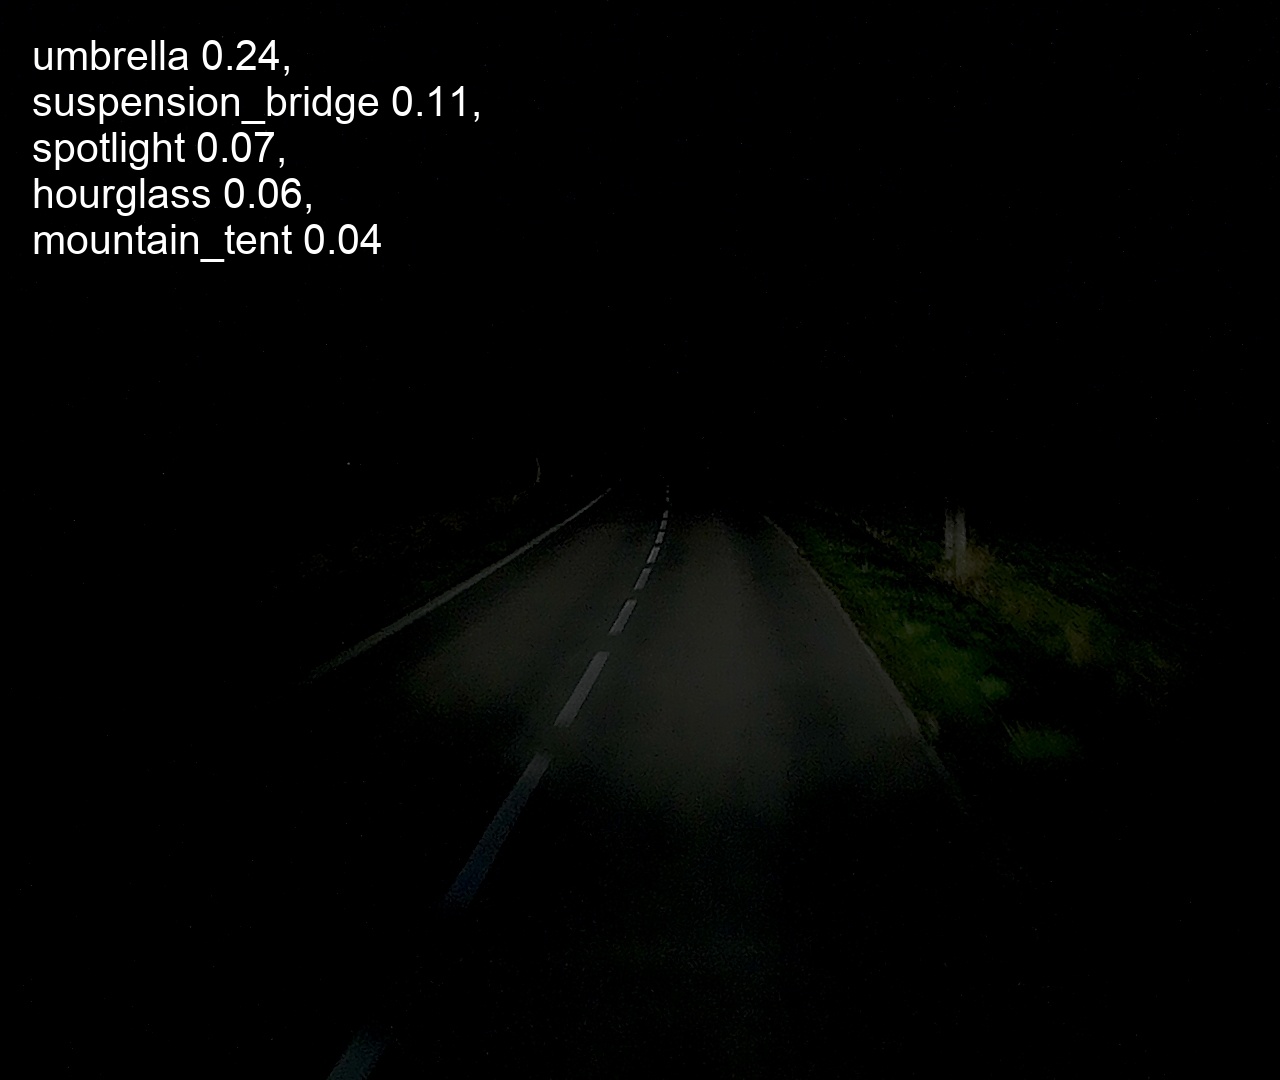 umbrella 0.24,
suspension_bridge 0.11,
spotlight 0.07,
hourglass 0.06,
mountain_tent 0.04